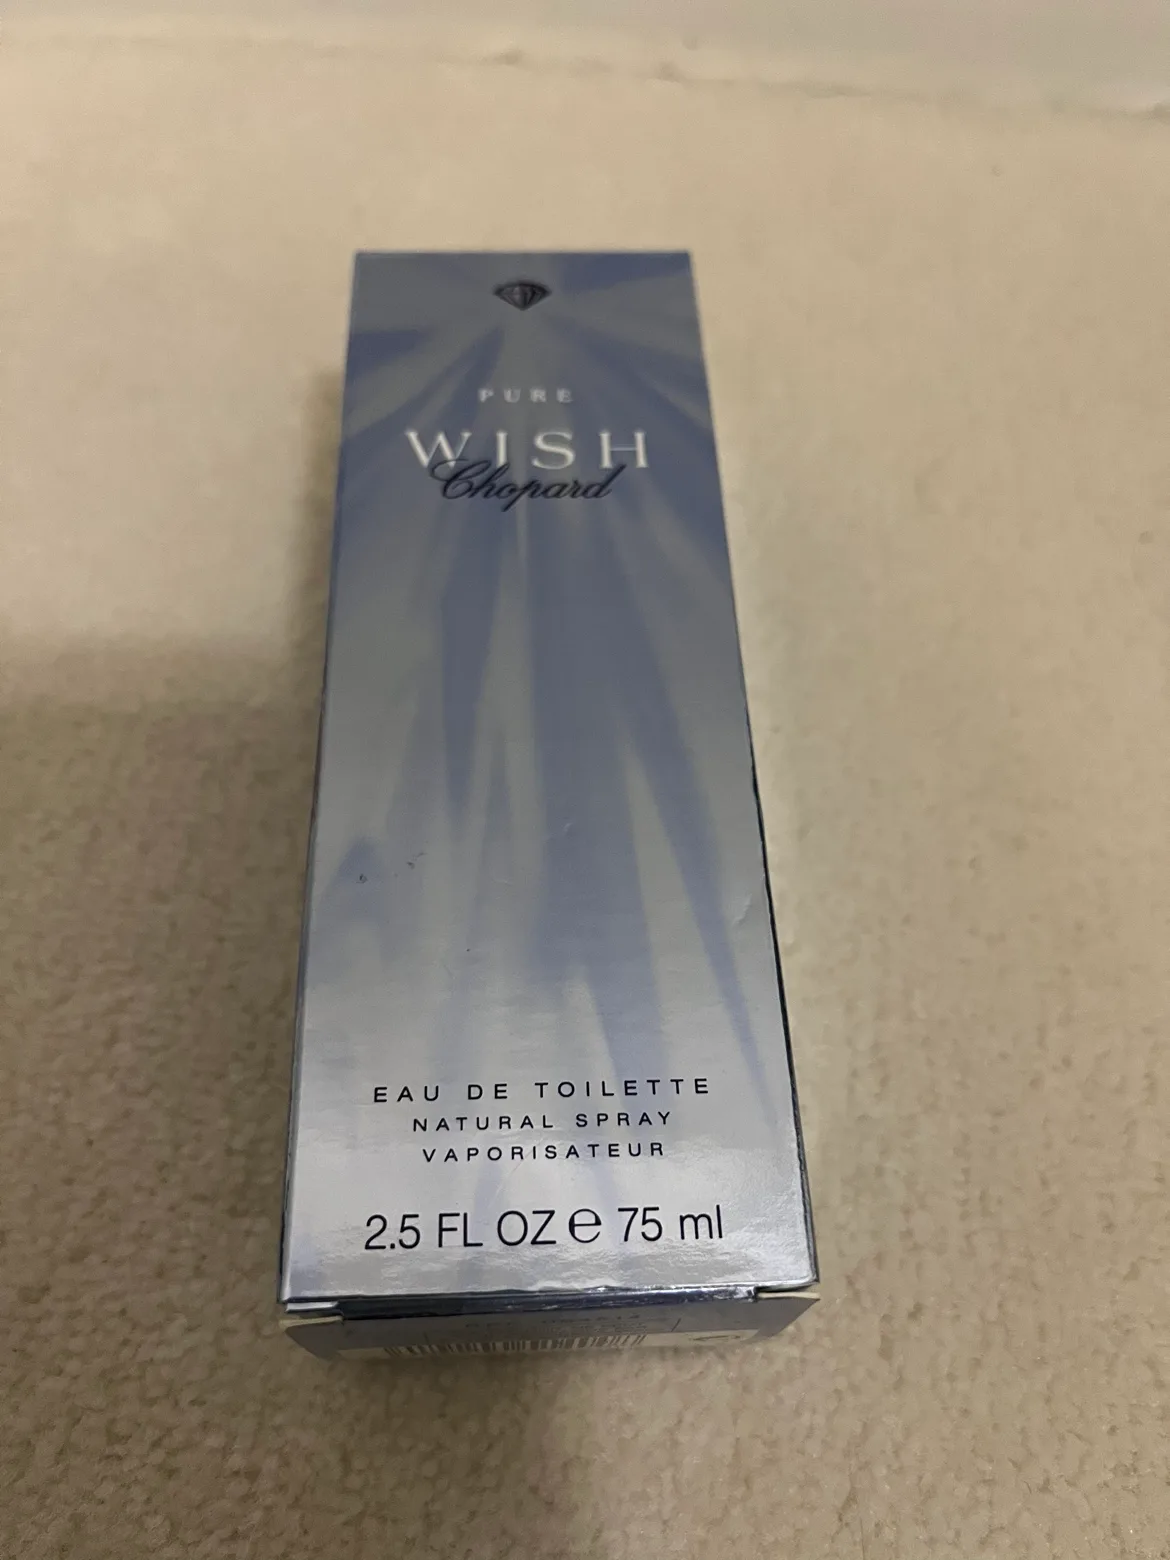 PURE
WISH
Chopard
EAU DE TOILETTE
NATURAL SPRAY
VAPORISATEUR
2.5 FL OZ ℮ 75 ml